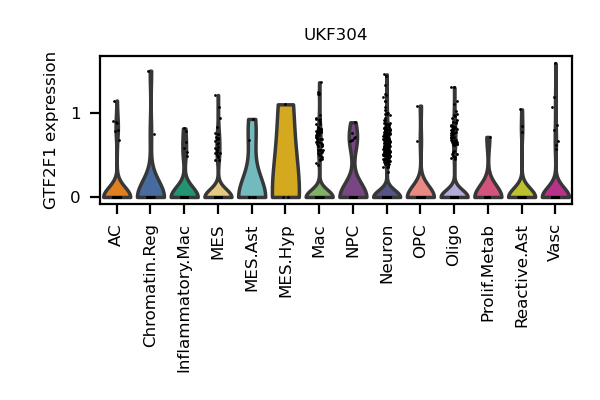 UKF304
GTF2F1 expression
1
0
AC
Chromatin.Reg
Inflammatory.Mac
MES
MES.Ast
MES.Hyp
Mac
NPC
Neuron
OPC
Oligo
Prolif.Metab
Reactive.Ast
Vasc